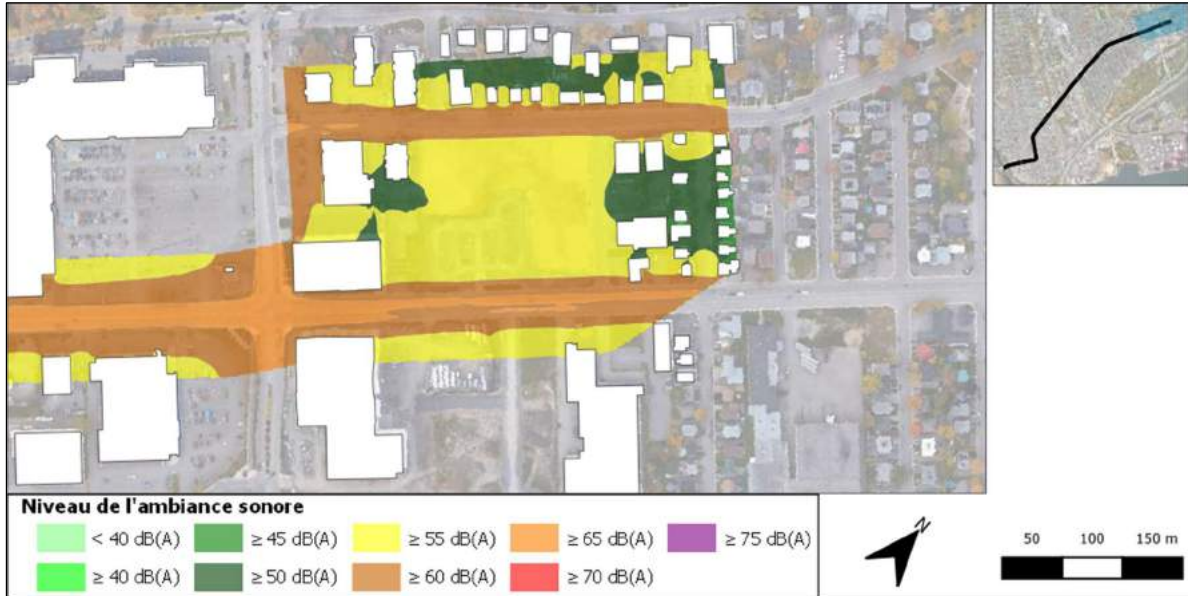 Niveau de l'ambiance sonore
< 40 dB(A) ≥ 45 dB(A) ≥ 55 dB(A) ≥ 65 dB(A) ≥ 75 dB(A)
≥ 40 dB(A) ≥ 50 dB(A) ≥ 60 dB(A) ≥ 70 dB(A)
N
50 100 150 m